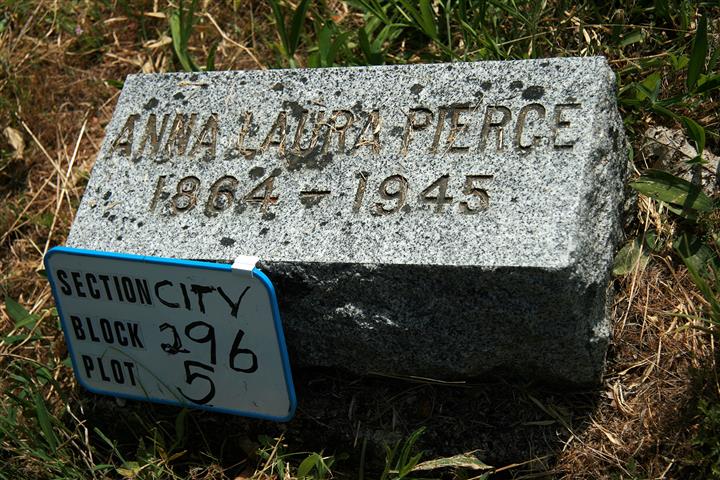 ANNA LAURA PIERCE
1864 - 1945
SECTION CITY
BLOCK 296
PLOT 5